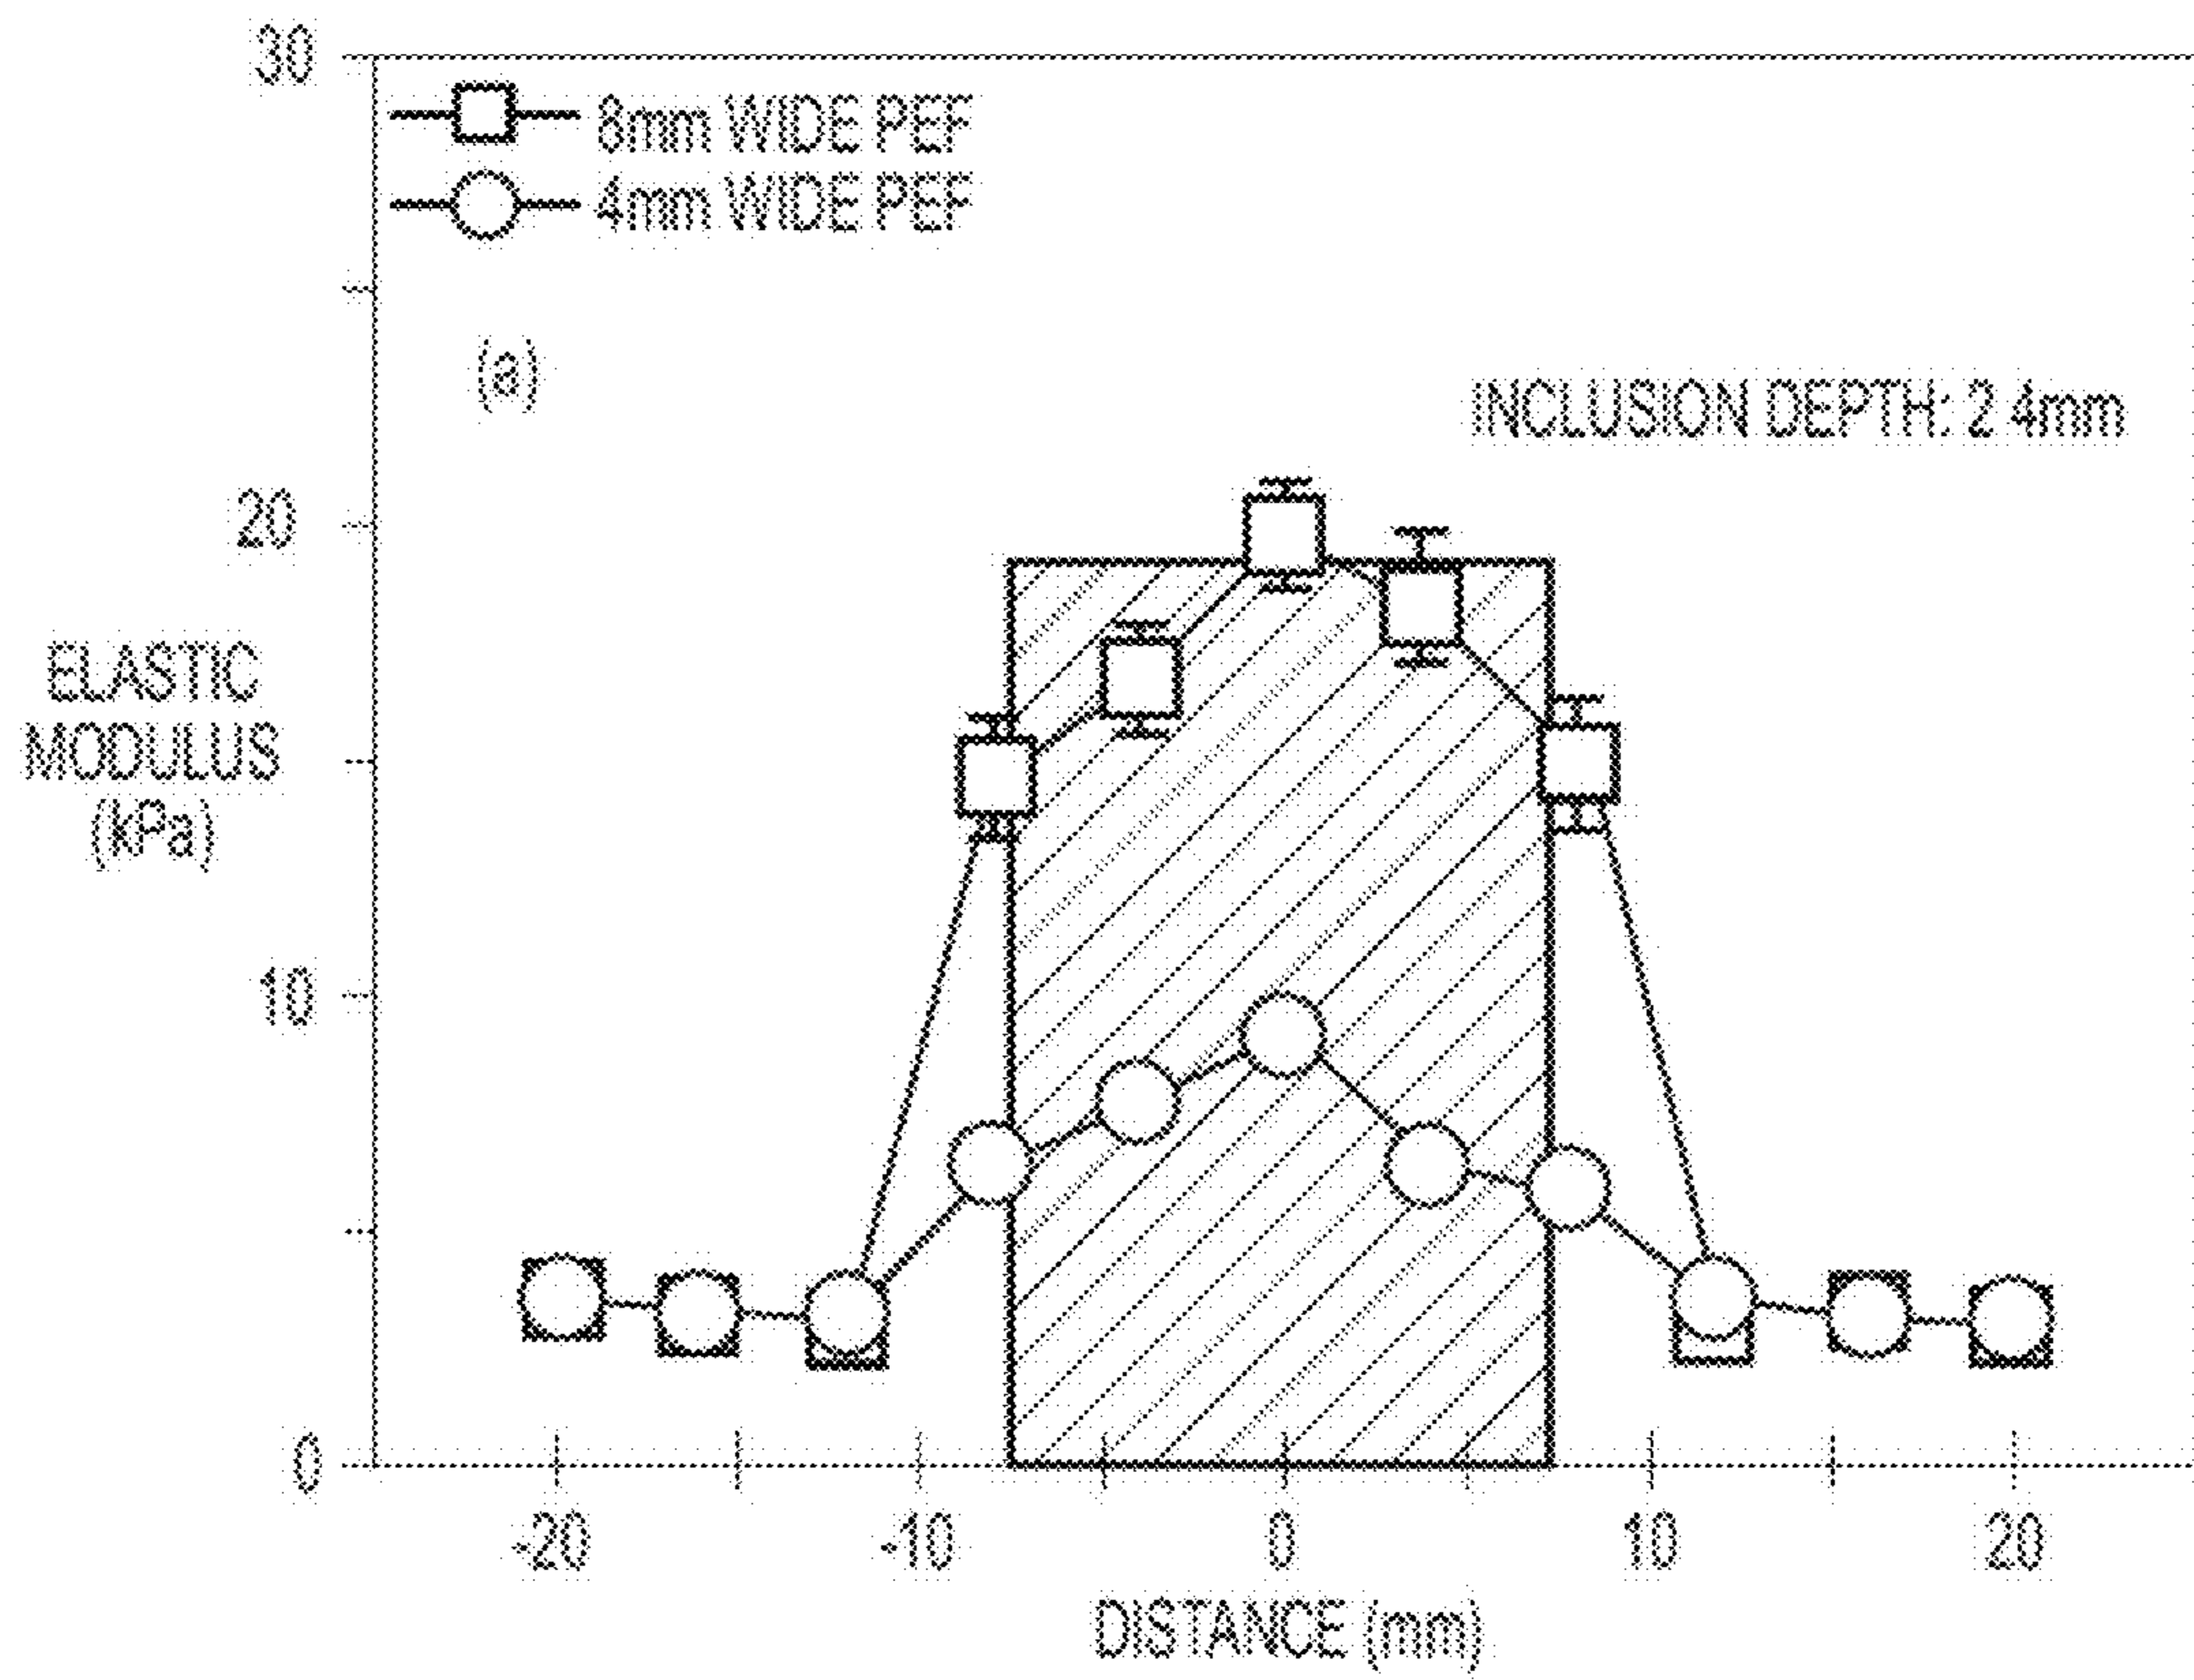 30
8mm WIDE PEF
4mm WIDE PEF
(a)
INCLUSION DEPTH: 2.4mm
20
ELASTIC
MODULUS
(kPa)
10
0
-20 -10 0 10 20
DISTANCE (mm)